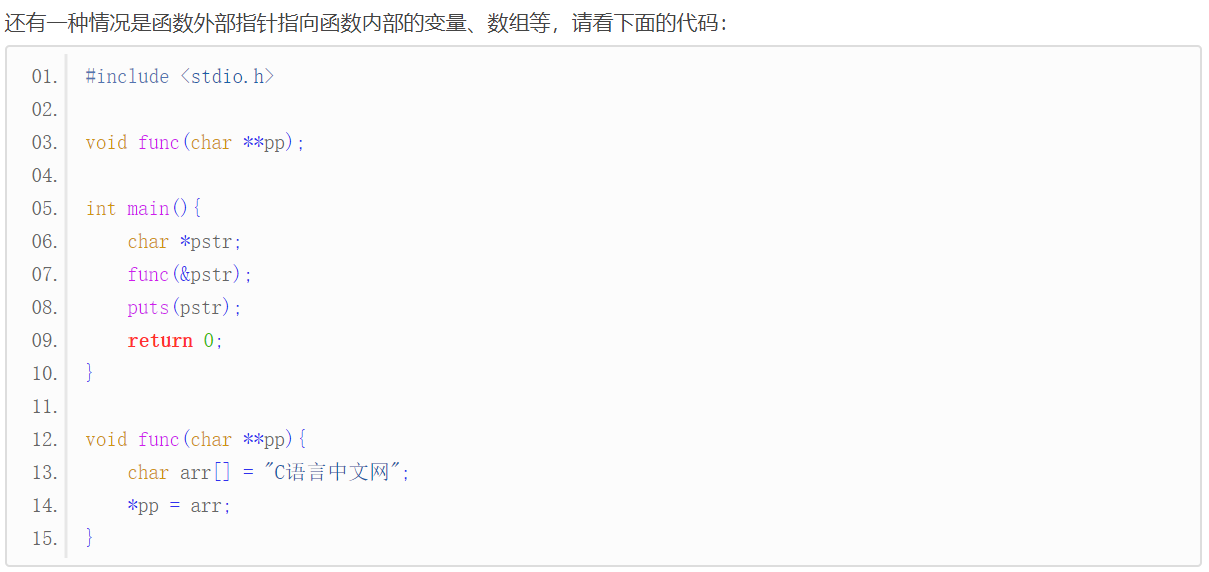 还有一种情况是函数外部指针指向函数内部的变量、数组等，请看下面的代码：
01. #include <stdio.h>
02.
03. void func(char **pp);
04.
05. int main(){
06.     char *pstr;
07.     func(&pstr);
08.     puts(pstr);
09.     return 0;
10. }
11.
12. void func(char **pp){
13.     char arr[] = "C语言中文网";
14.     *pp = arr;
15. }